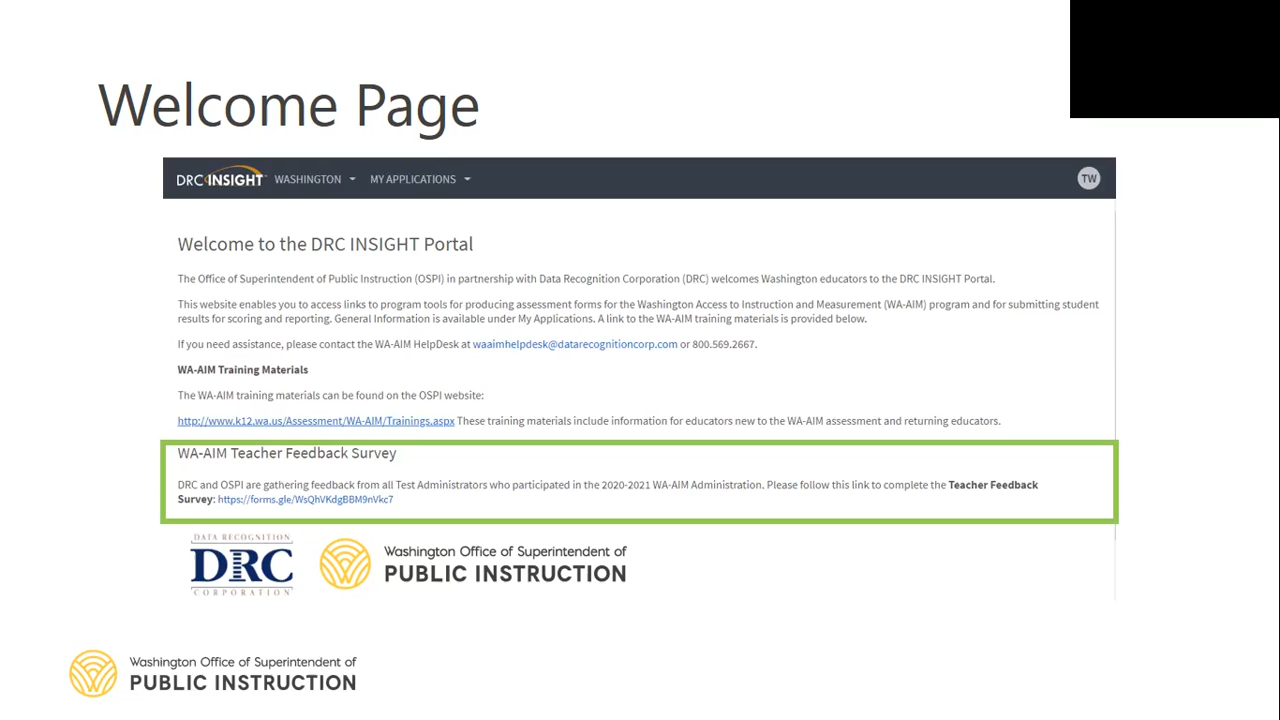 Welcome Page
DRC INSIGHT WASHINGTON MY APPLICATIONS TW
Welcome to the DRC INSIGHT Portal
The Office of Superintendent of Public Instruction (OSPI) in partnership with Data Recognition Corporation (DRC) welcomes Washington educators to the DRC INSIGHT Portal.
This website enables you to access links to program tools for producing assessment forms for the Washington Access to Instruction and Measurement (WA-AIM) program and for submitting student
results for scoring and reporting. General Information is available under My Applications. A link to the WA-AIM training materials is provided below.
If you need assistance, please contact the WA-AIM HelpDesk at waaimhelpdesk@datarecognitioncorp.com or 800.569.2667.
WA-AIM Training Materials
The WA-AIM training materials can be found on the OSPI website:
http://www.k12.wa.us/Assessment/WA-AIM/Trainings.aspx These training materials include information for educators new to the WA-AIM assessment and returning educators.
WA-AIM Teacher Feedback Survey
DRC and OSPI are gathering feedback from all Test Administrators who participated in the 2020-2021 WA-AIM Administration. Please follow this link to complete the Teacher Feedback
Survey: https://forms.gle/WsQhVKdgBBM9nVkc7
DATA RECOGNITION
DRC
CORPORATION
Washington Office of Superintendent of
PUBLIC INSTRUCTION
Washington Office of Superintendent of
PUBLIC INSTRUCTION